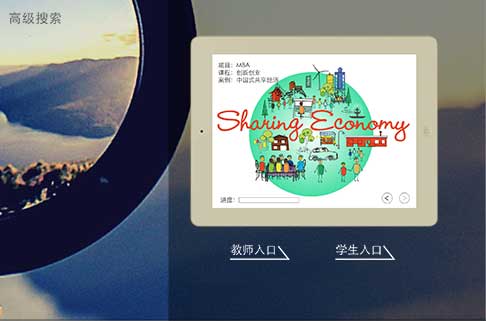 高级搜索
项目：MBA
课程：创新创业
案例：中国式共享经济
Sharing Economy
进度：
教师入口
学生入口